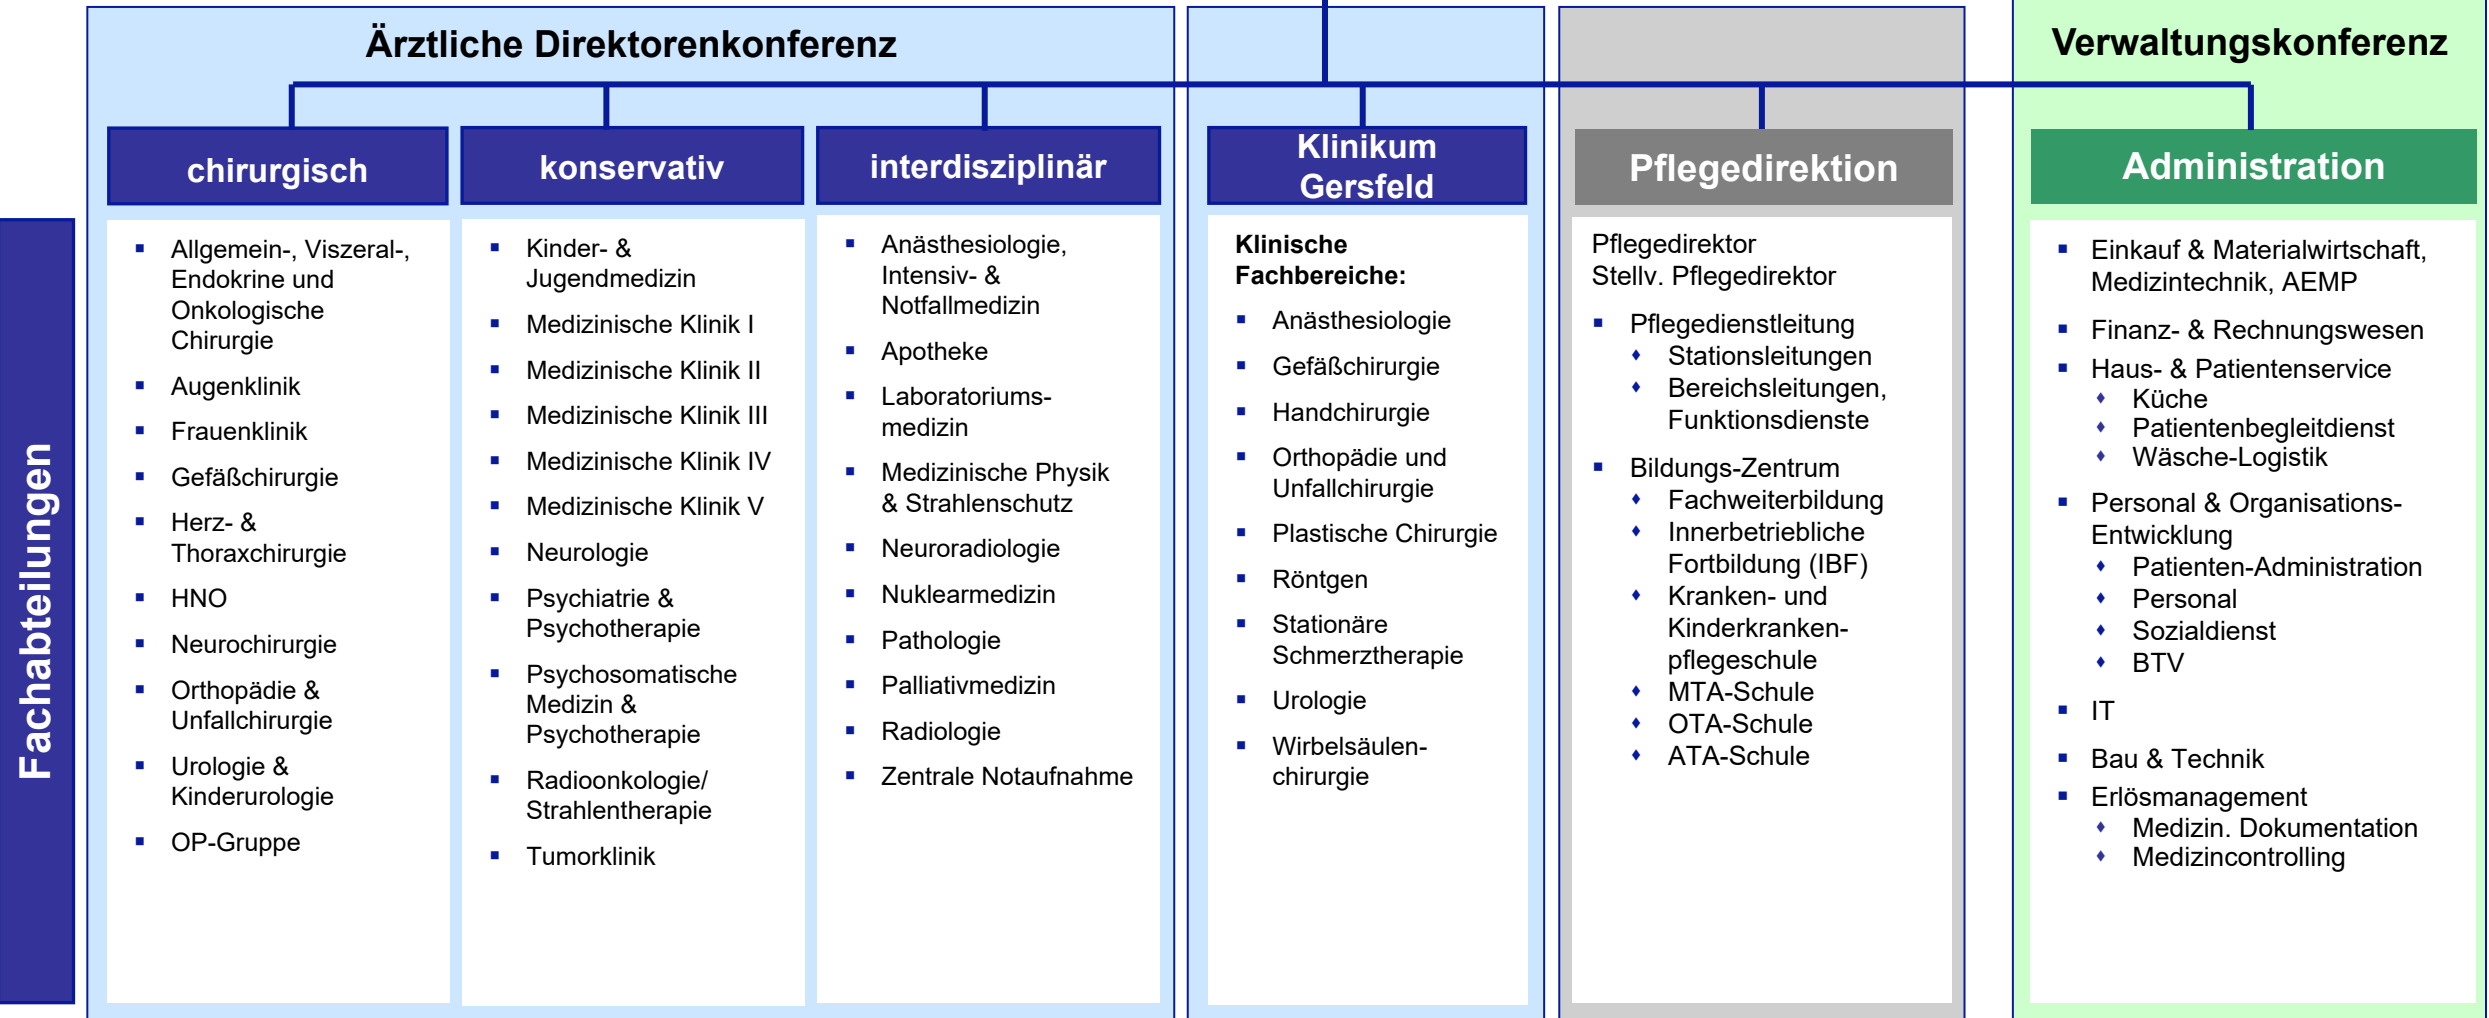 Ärztliche Direktorenkonferenz
Verwaltungskonferenz
Fachabteilungen
chirurgisch
Allgemein-, Viszeral-,
Endokrine und
Onkologische
Chirurgie
Augenklinik
Frauenklinik
Gefäßchirurgie
Herz- &
Thoraxchirurgie
HNO
Neurochirurgie
Orthopädie &
Unfallchirurgie
Urologie &
Kinderurologie
OP-Gruppe
konservativ
Kinder- &
Jugendmedizin
Medizinische Klinik I
Medizinische Klinik II
Medizinische Klinik III
Medizinische Klinik IV
Medizinische Klinik V
Neurologie
Psychiatrie &
Psychotherapie
Psychosomatische
Medizin &
Psychotherapie
Radioonkologie/
Strahlentherapie
Tumorklinik
interdisziplinär
Anästhesiologie,
Intensiv- &
Notfallmedizin
Apotheke
Laboratoriums-
medizin
Medizinische Physik
& Strahlenschutz
Neuroradiologie
Nuklearmedizin
Pathologie
Palliativmedizin
Radiologie
Zentrale Notaufnahme
Klinikum
Gersfeld
Klinische
Fachbereiche:
Anästhesiologie
Gefäßchirurgie
Handchirurgie
Orthopädie und
Unfallchirurgie
Plastische Chirurgie
Röntgen
Stationäre
Schmerztherapie
Urologie
Wirbelsäulen-
chirurgie
Pflegedirektion
Pflegedirektor
Stellv. Pflegedirektor
Pflegedienstleitung
Stationsleitungen
Bereichsleitungen,
Funktionsdienste
Bildungs-Zentrum
Fachweiterbildung
Innerbetriebliche
Fortbildung (IBF)
Kranken- und
Kinderkranken-
pflegeschule
MTA-Schule
OTA-Schule
ATA-Schule
Administration
Einkauf & Materialwirtschaft,
Medizintechnik, AEMP
Finanz- & Rechnungswesen
Haus- & Patientenservice
Küche
Patientenbegleitdienst
Wäsche-Logistik
Personal & Organisations-
Entwicklung
Patienten-Administration
Personal
Sozialdienst
BTV
IT
Bau & Technik
Erlösmanagement
Medizin. Dokumentation
Medizincontrolling